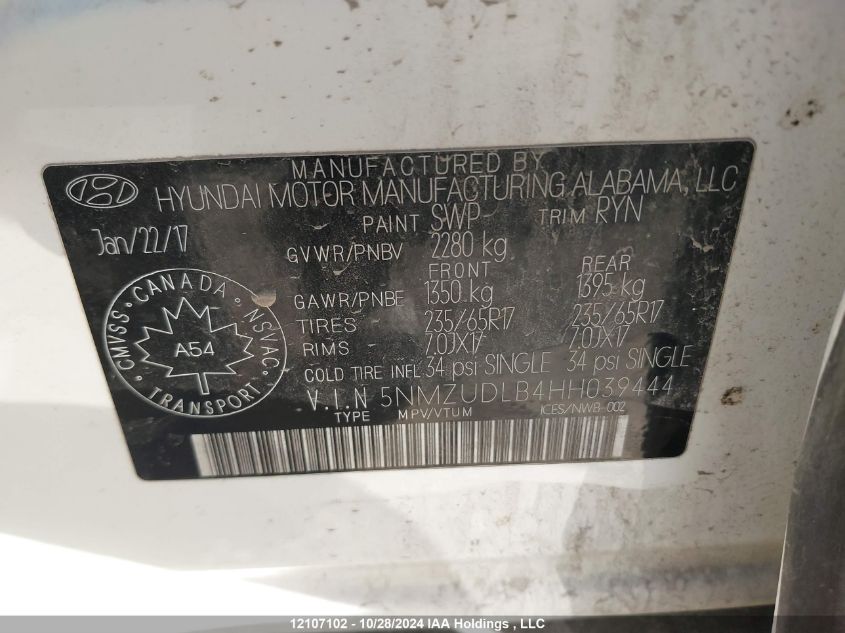 MANUFACTURED BY
HYUNDAI MOTOR MANUFACTURING ALABAMA, LLC
Jan/22/17 PAINT SWP TRIM RYN
GVWR/PNBV 2280 kg
FRONT REAR
GAWR/PNBE 1350 kg 1395 kg
TIRES 235/65R17 235/65R17
RIMS 7.0JX17 7.0JX17
COLD TIRE INFL 34 psi SINGLE 34 psi SINGLE
V.I.N 5NMZUDLB4HH039444
TYPE MPV/VTUM ICES/NWB-002
CMVSS • CANADA • NSVAC
A54
TRANSPORT
12107102 - 10/28/2024 IAA Holdings , LLC